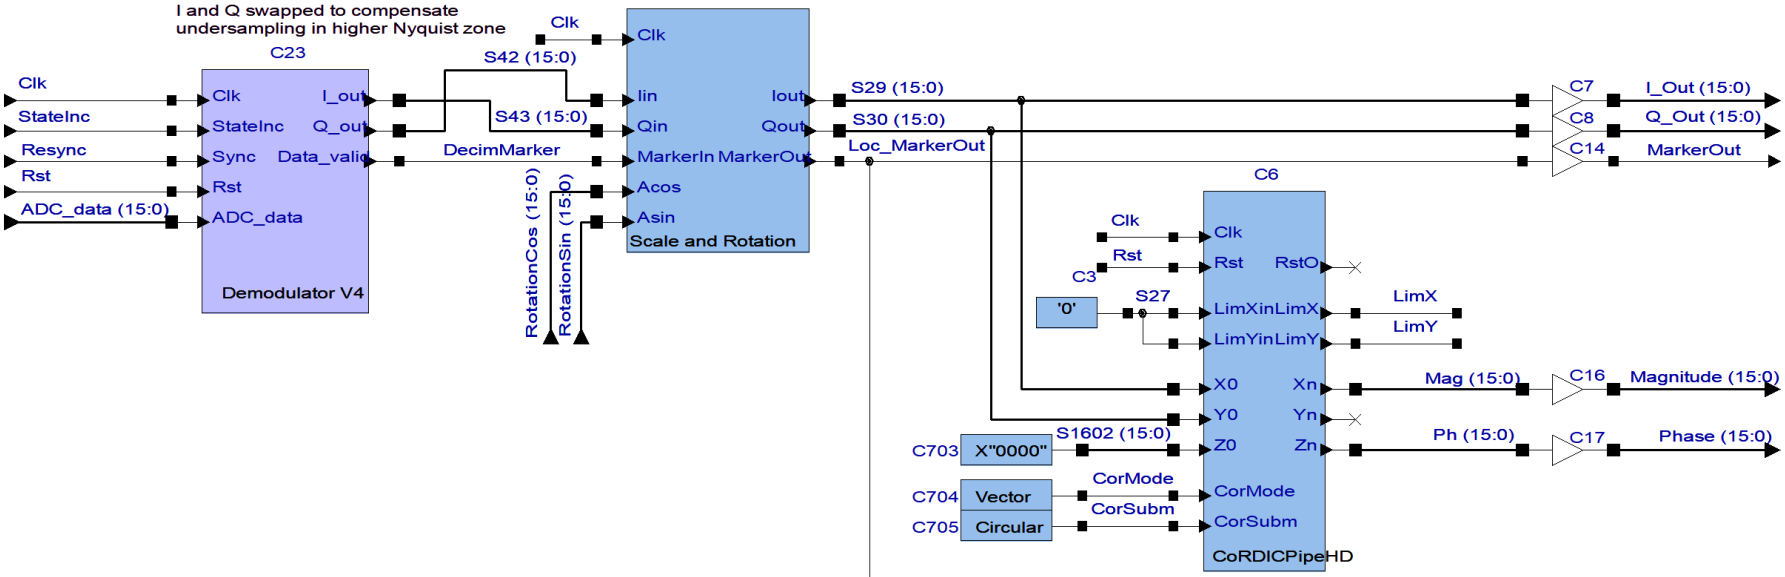 I and Q swapped to compensate
undersampling in higher Nyquist zone
C23
Clk
StateInc
Resync
Rst
ADC_data (15:0)
Clk
StateInc
Sync
Rst
ADC_data
I_out
Q_out
Data_valid
Demodulator V4
S42 (15:0)
S43 (15:0)
DecimMarker
RotationCos (15:0)
RotationSin (15:0)
Clk
Clk
Iin
Qin
MarkerIn
Acos
Asin
Iout
Qout
MarkerOut
Scale and Rotation
S29 (15:0)
S30 (15:0)
Loc_MarkerOut
C7
I_Out (15:0)
C8
Q_Out (15:0)
C14
MarkerOut
C6
Clk
Rst
C3
'0'
S27
C703
X"0000"
S1602 (15:0)
C704
Vector
CorMode
C705
Circular
CorSubm
Clk
Rst
LimXin
LimYin
X0
Y0
Z0
CorMode
CorSubm
RstO
LimX
LimY
Xn
Yn
Zn
CoRDICPipeHD
LimX
LimY
Mag (15:0)
C16
Magnitude (15:0)
Ph (15:0)
C17
Phase (15:0)